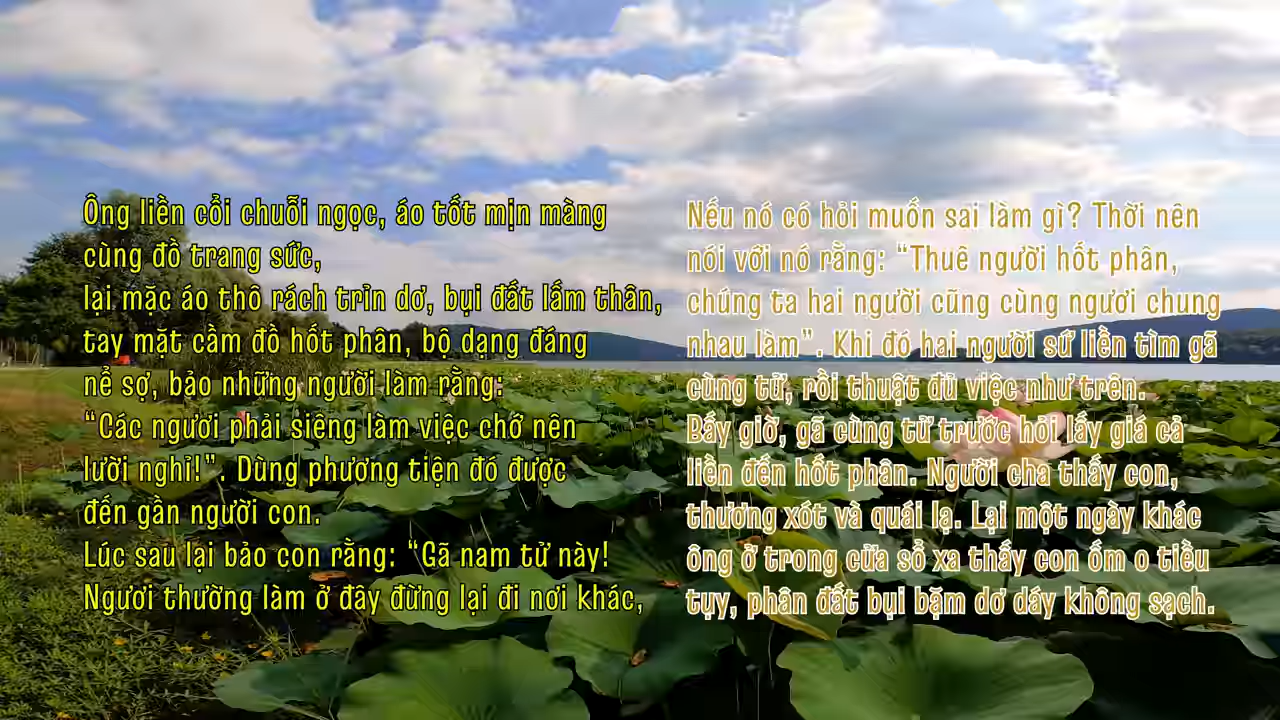 Ông liền cổi chuỗi ngọc, áo tốt mịn màng
cùng đồ trang sức,
lại mặc áo thô rách trỉn dơ, bụi đất lấm thân,
tay mặt cầm đồ hốt phân, bộ dạng đáng
nể sợ, bảo những người làm rằng:
“Các ngươi phải siêng làm việc chớ nên
lười nghỉ!”. Dùng phương tiện đó được
đến gần người con.
Lúc sau lại bảo con rằng: “Gã nam tử này!
Ngươi thường làm ở đây đừng lại đi nơi khác,
Nếu nó có hỏi muốn sai làm gì? Thời nên
nói với nó rằng: “Thuê người hốt phân,
chúng ta hai người cũng cùng ngươi chung
nhau làm”. Khi đó hai người sứ liền tìm gã
cùng tử, rồi thuật đủ việc như trên.
Bấy giờ, gã cùng tử trước hỏi lấy giá cả
liền đến hốt phân. Người cha thấy con,
thương xót và quái lạ. Lại một ngày khác
ông ở trong cửa sổ xa thấy con ốm o tiều
tụy, phân đất bụi bặm dơ dáy không sạch.